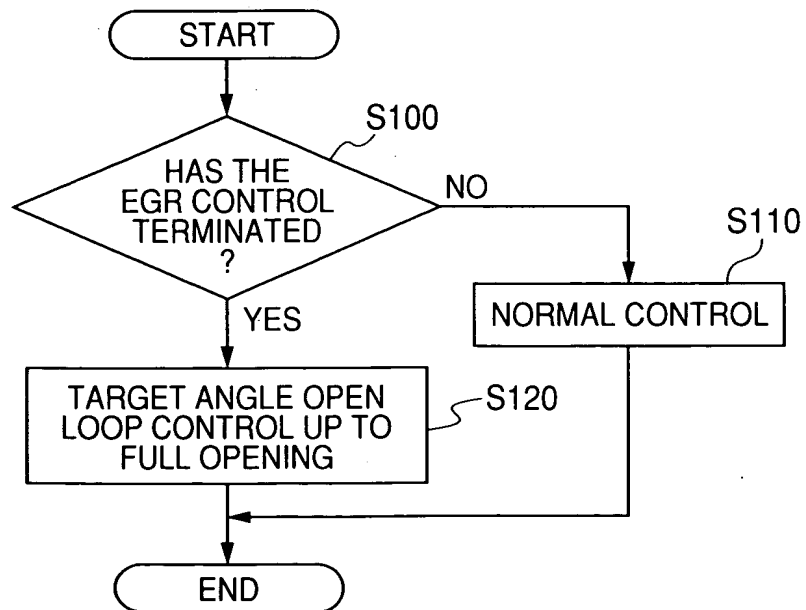 START
S100
HAS THE
EGR CONTROL
TERMINATED
?
NO
S110
NORMAL CONTROL
YES
TARGET ANGLE OPEN
LOOP CONTROL UP TO
FULL OPENING
S120
END